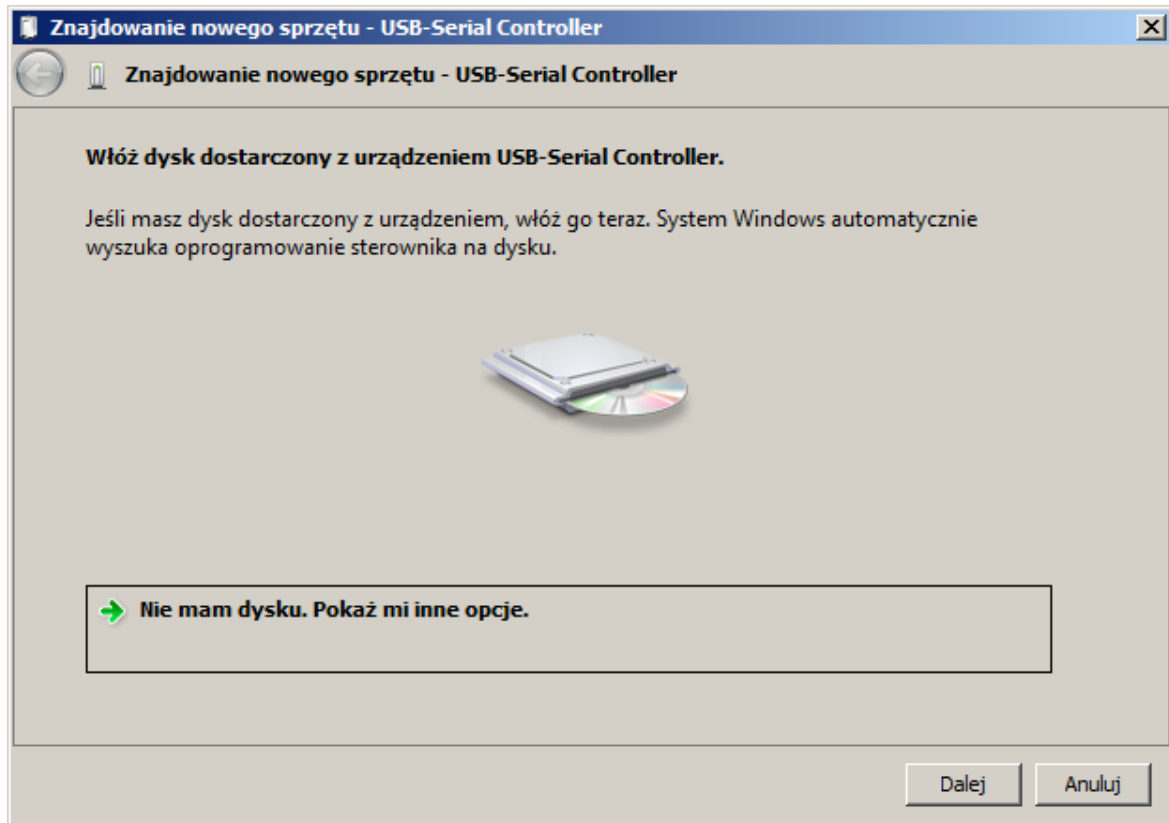 Znajdowanie nowego sprzętu - USB-Serial Controller
Znajdowanie nowego sprzętu - USB-Serial Controller
Włóż dysk dostarczony z urządzeniem USB-Serial Controller.
Jeśli masz dysk dostarczony z urządzeniem, włóż go teraz. System Windows automatycznie
wyszuka oprogramowanie sterownika na dysku.
Nie mam dysku. Pokaż mi inne opcje.
Dalej
Anuluj